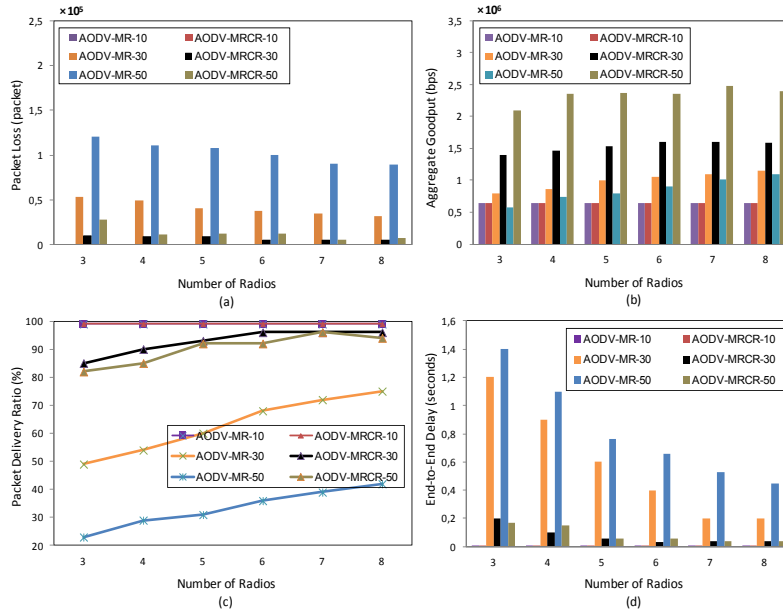 ×10⁵
2,5
2
1,5
1
0,5
0
Packet Loss (packet)
AODV-MR-10 AODV-MRCR-10
AODV-MR-30 AODV-MRCR-30
AODV-MR-50 AODV-MRCR-50
3 4 5 6 7 8
Number of Radios
(a)
×10⁶
3,5
3
2,5
2
1,5
1
0,5
0
Aggregate Goodput (bps)
AODV-MR-10 AODV-MRCR-10
AODV-MR-30 AODV-MRCR-30
AODV-MR-50 AODV-MRCR-50
3 4 5 6 7 8
Number of Radios
(b)
100
90
80
70
60
50
40
30
20
Packet Delivery Ratio (%)
AODV-MR-10 AODV-MRCR-10
AODV-MR-30 AODV-MRCR-30
AODV-MR-50 AODV-MRCR-50
3 4 5 6 7 8
Number of Radios
(c)
1,6
1,4
1,2
1
0,8
0,6
0,4
0,2
0
End-to-End Delay (seconds)
AODV-MR-10 AODV-MRCR-10
AODV-MR-30 AODV-MRCR-30
AODV-MR-50 AODV-MRCR-50
3 4 5 6 7 8
Number of Radios
(d)